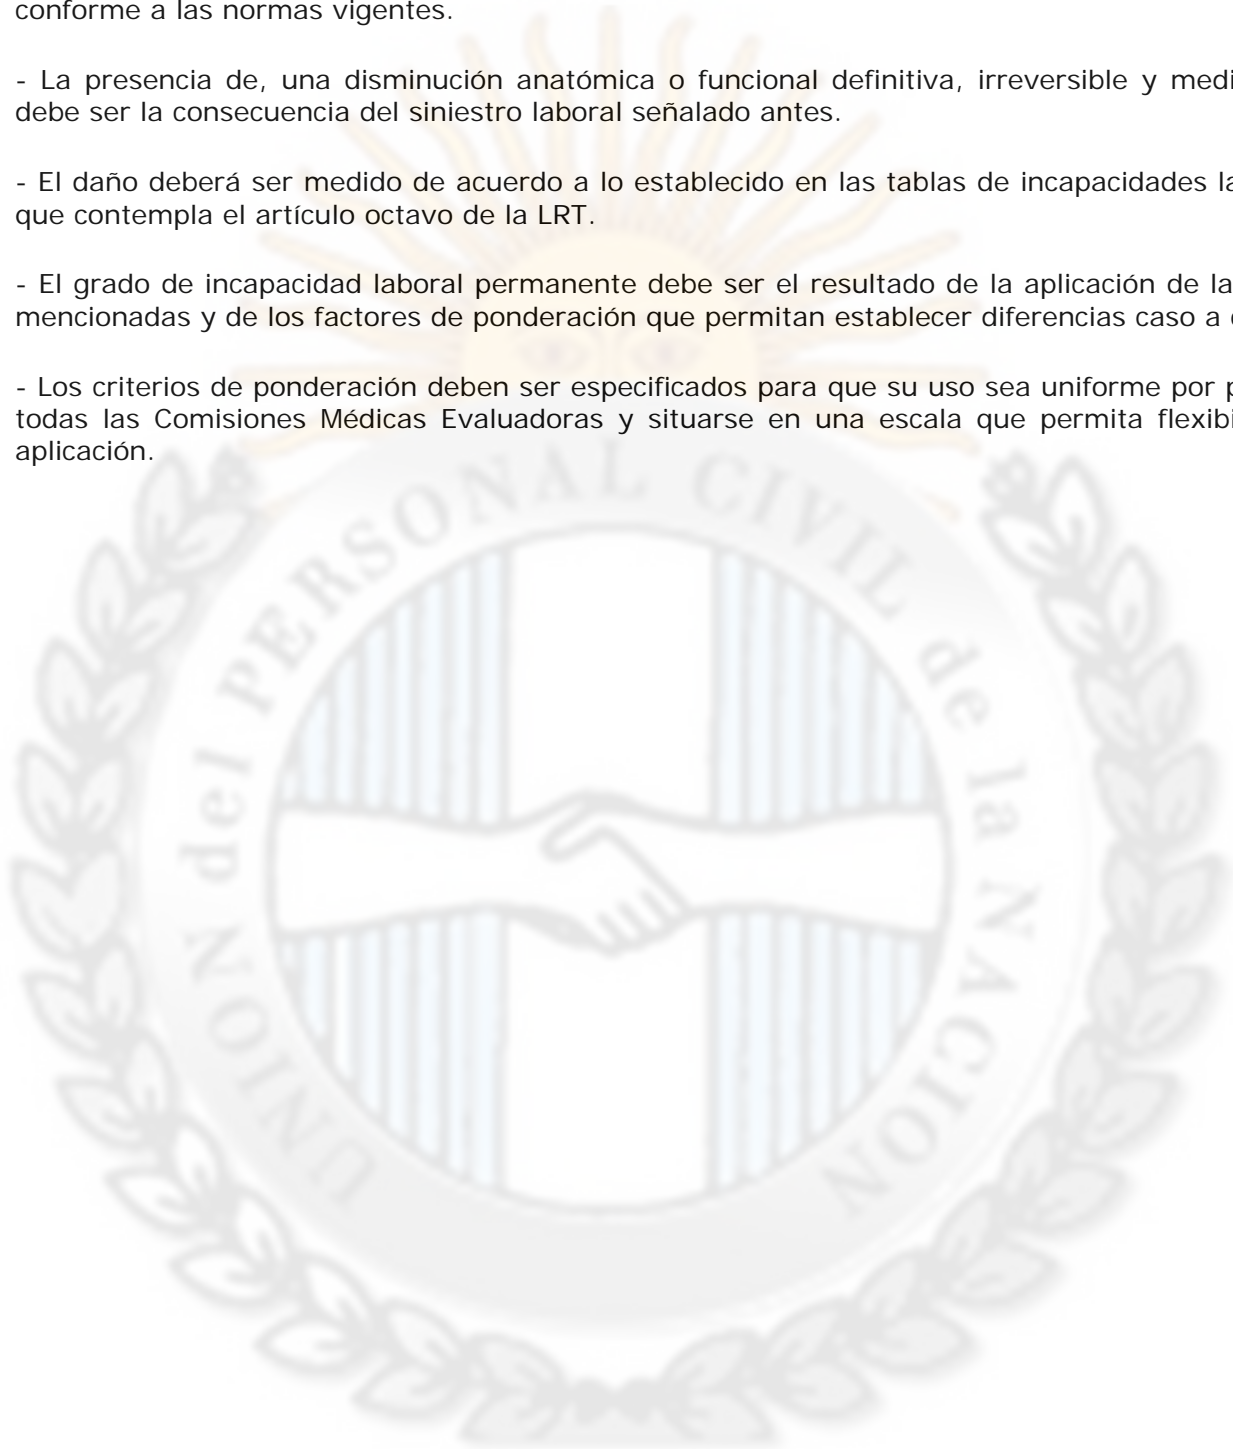 conforme a las normas vigentes.
- La presencia de, una disminución anatómica o funcional definitiva, irreversible y medi
debe ser la consecuencia del siniestro laboral señalado antes.
- El daño deberá ser medido de acuerdo a lo establecido en las tablas de incapacidades la
que contempla el artículo octavo de la LRT.
- El grado de incapacidad laboral permanente debe ser el resultado de la aplicación de la
mencionadas y de los factores de ponderación que permitan establecer diferencias caso a
- Los criterios de ponderación deben ser especificados para que su uso sea uniforme por p
todas las Comisiones Médicas Evaluadoras y situarse en una escala que permita flexibi
aplicación.
UNION del PERSONAL CIVIL de la NACION